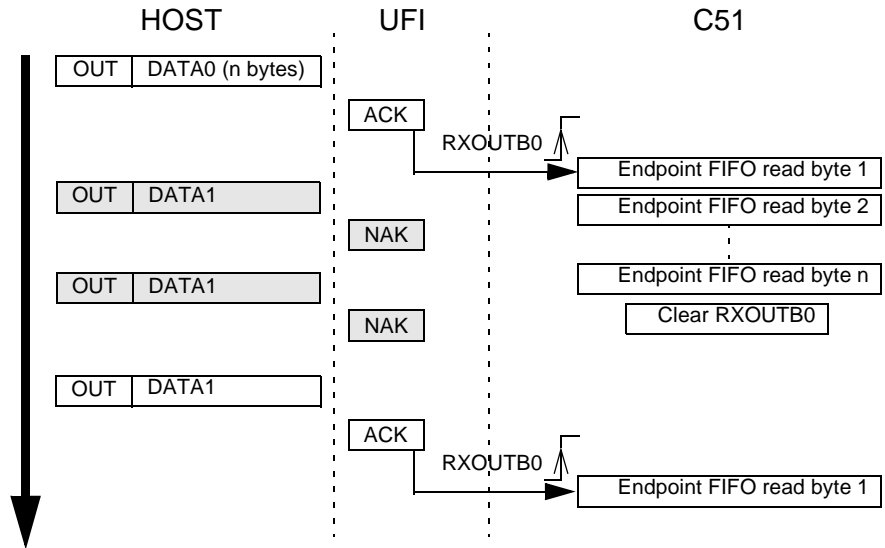 HOST UFI C51
OUT DATA0 (n bytes)
ACK
RXOUTB0
Endpoint FIFO read byte 1
OUT DATA1
Endpoint FIFO read byte 2
NAK
OUT DATA1
Endpoint FIFO read byte n
NAK
Clear RXOUTB0
OUT DATA1
ACK
RXOUTB0
Endpoint FIFO read byte 1